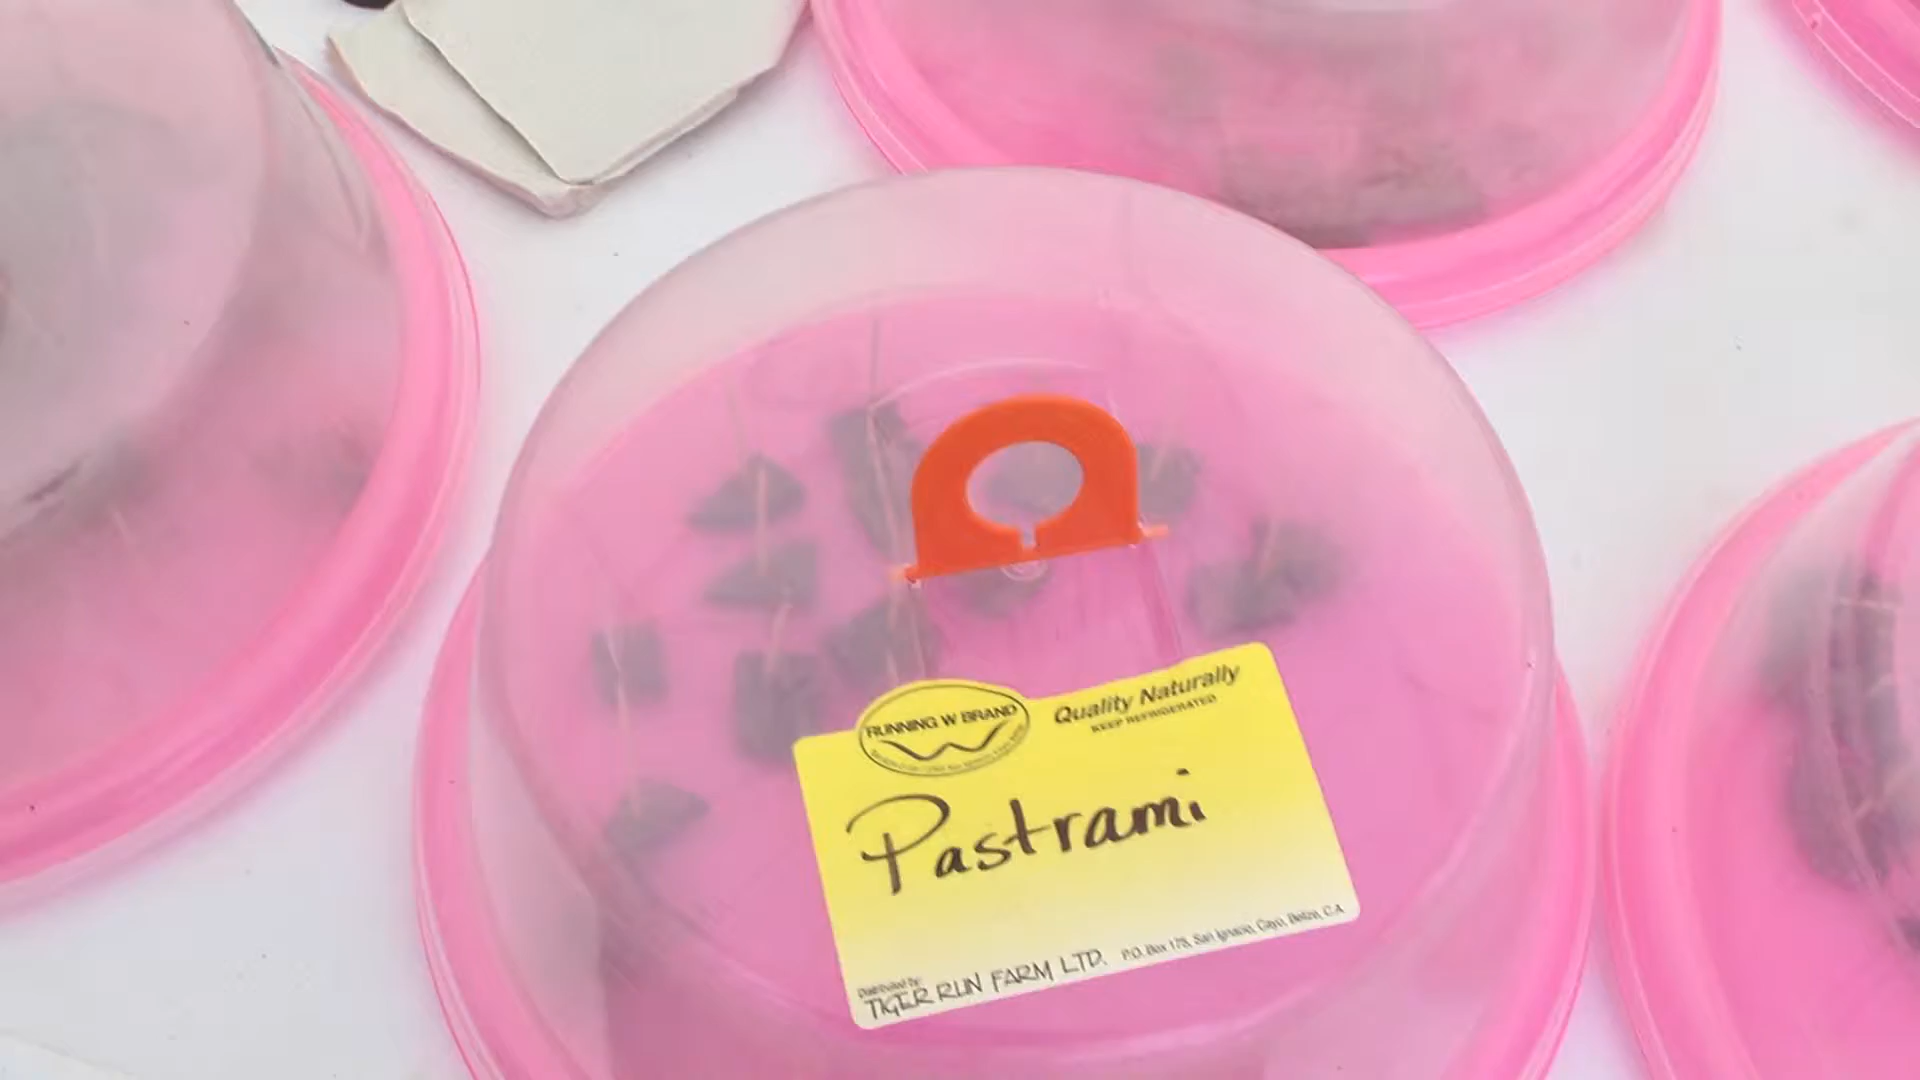 RUNNING W BRAND
Quality Naturally
KEEP REFRIGERATED
Pastrami
Distributed by:
TIGER RUN FARM LTD. P.O. Box 175, San Ignacio, Cayo, Belize, C.A